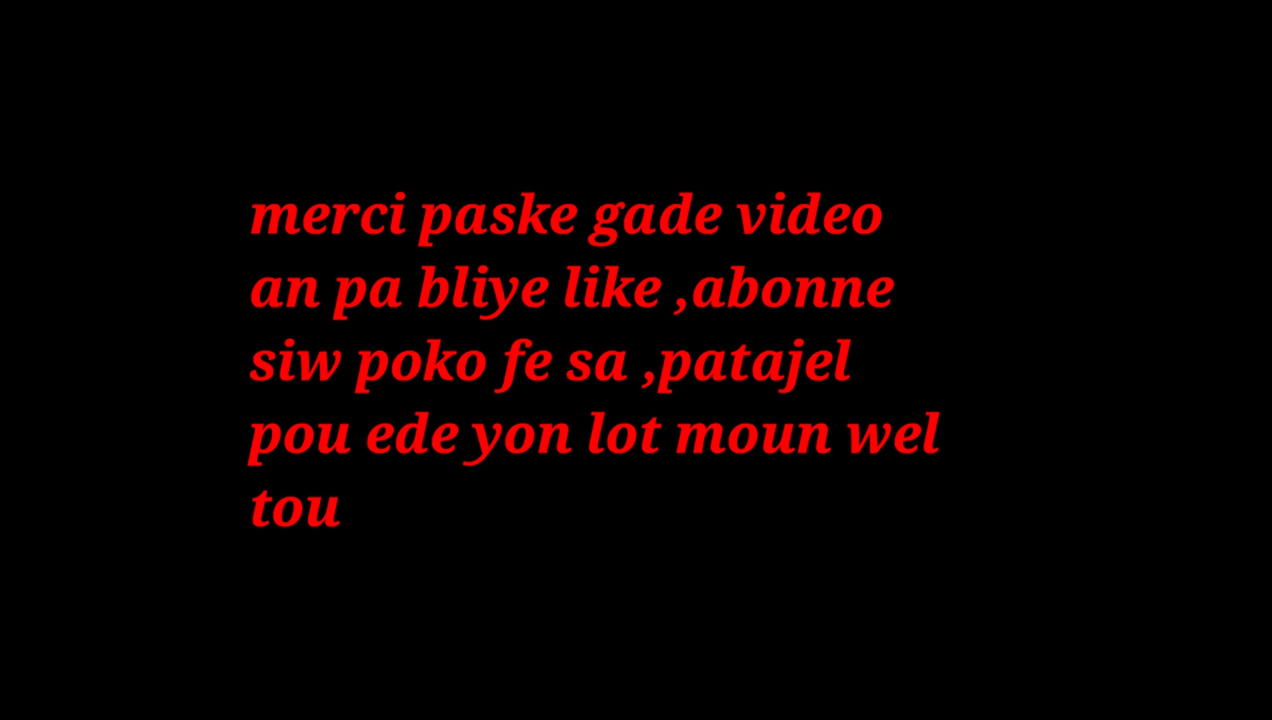 merci paske gade video
an pa bliye like ,abonne
siw poko fe sa ,patajel
pou ede yon lot moun wel
tou